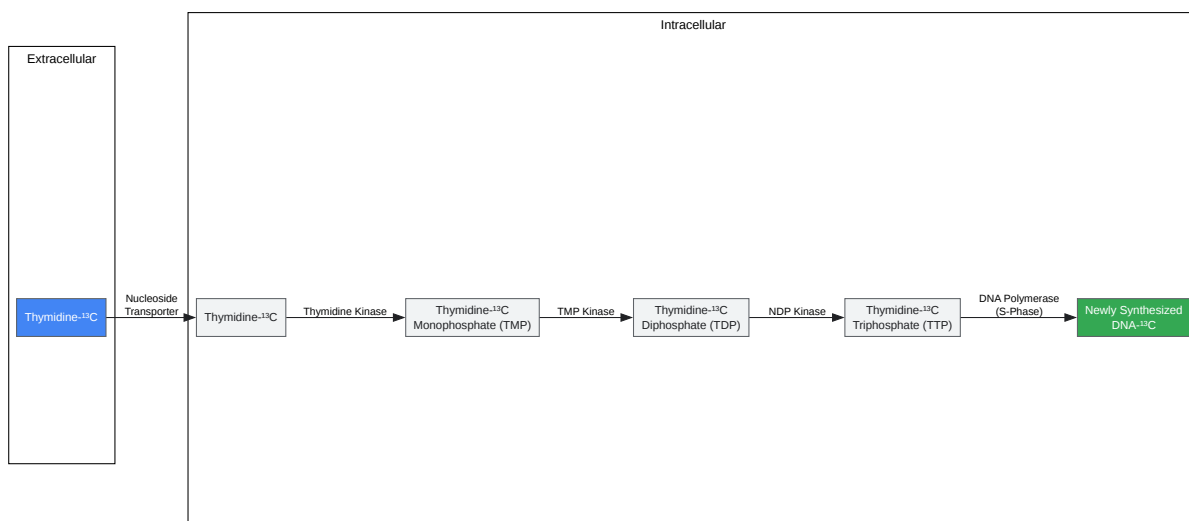 Intracellular
Extracellular
Thymidine-¹³C
Nucleoside
Transporter
Thymidine-¹³C
Thymidine Kinase
Thymidine-¹³C
Monophosphate (TMP)
TMP Kinase
Thymidine-¹³C
Diphosphate (TDP)
NDP Kinase
Thymidine-¹³C
Triphosphate (TTP)
DNA Polymerase
(S-Phase)
Newly Synthesized
DNA-¹³C